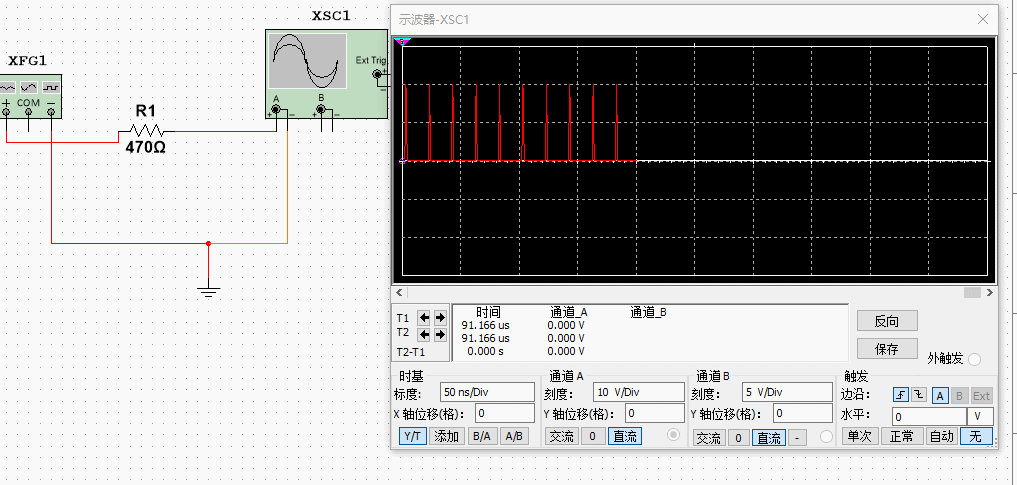 XSC1
XFG1
Ext Trig
+
-
A
B
+ - + -
+ COM -
R1
470Ω
示波器-XSC1
时间 通道_A 通道_B
T1 91.166 us 0.000 V
T2 91.166 us 0.000 V
T2-T1 0.000 s 0.000 V
反向
保存
外触发
时基 通道 A 通道 B 触发
标度: 50 ns/Div 刻度: 10 V/Div 刻度: 5 V/Div 边沿: A B Ext
X 轴位移(格): 0 Y 轴位移(格): 0 Y 轴位移(格): 0 水平: 0 V
Y/T 添加 B/A A/B 交流 0 直流 交流 0 直流 - 单次 正常 自动 无